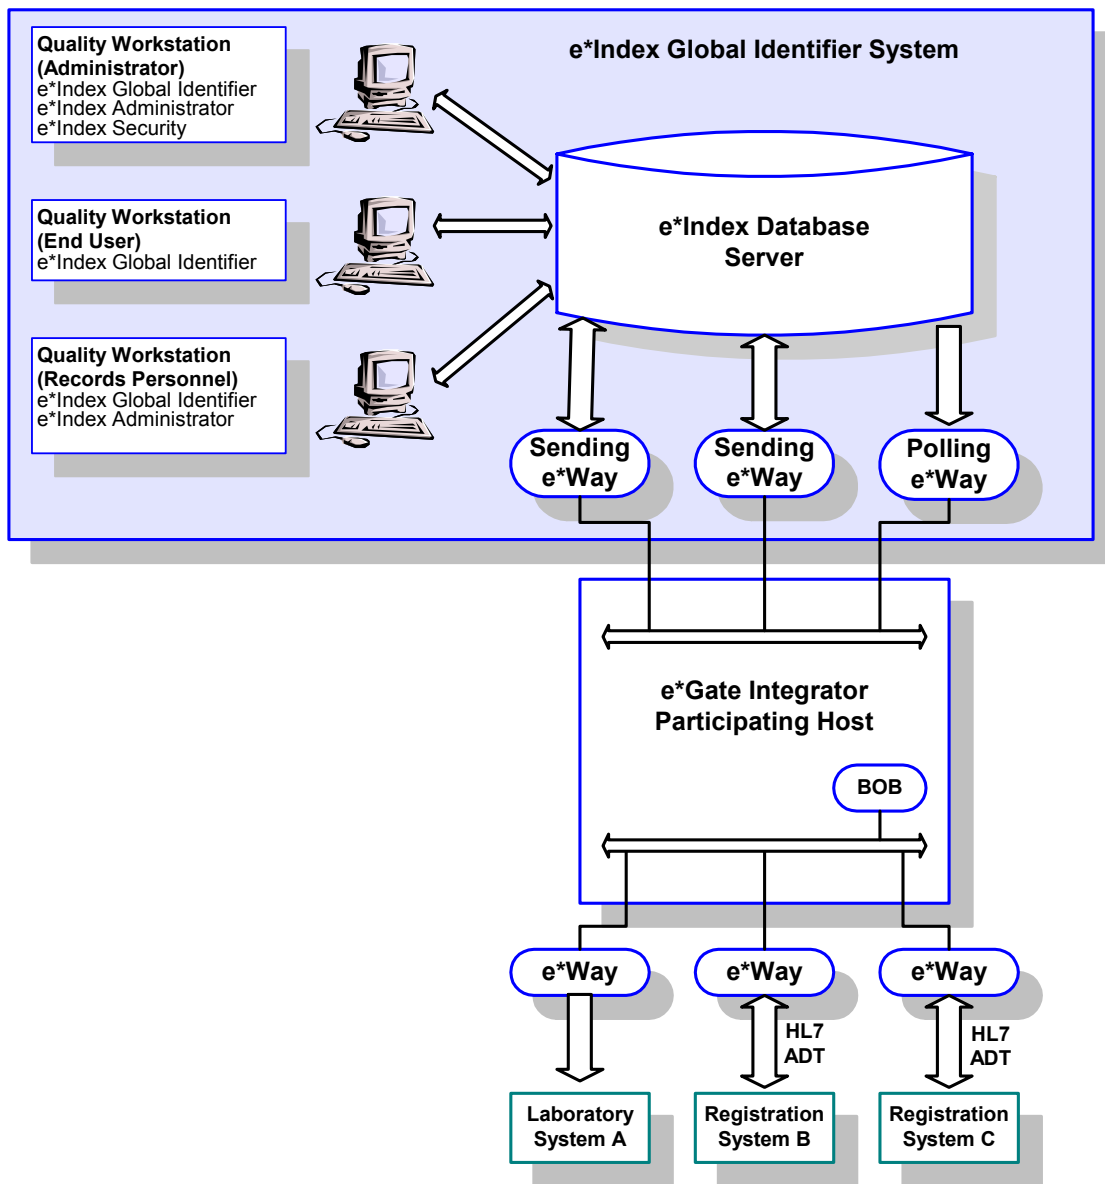 e*Index Global Identifier System
Quality Workstation
(Administrator)
e*Index Global Identifier
e*Index Administrator
e*Index Security
Quality Workstation
(End User)
e*Index Global Identifier
Quality Workstation
(Records Personnel)
e*Index Global Identifier
e*Index Administrator
e*Index Database
Server
Sending
e*Way
Sending
e*Way
Polling
e*Way
e*Gate Integrator
Participating Host
BOB
e*Way
e*Way
e*Way
HL7
ADT
HL7
ADT
Laboratory
System A
Registration
System B
Registration
System C